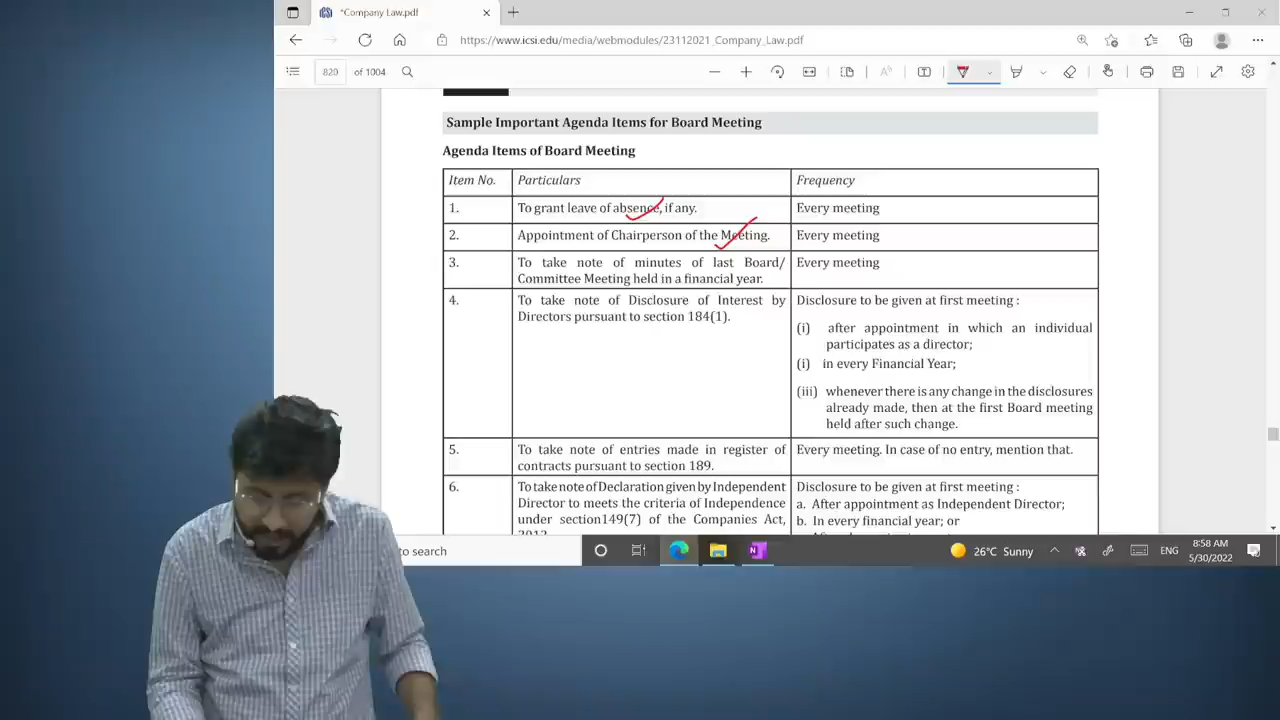 *Company Law.pdf
https://www.icsi.edu/media/webmodules/23112021_Company_Law.pdf
820 of 1004
Sample Important Agenda Items for Board Meeting
Agenda Items of Board Meeting
Item No. Particulars Frequency
1. To grant leave of absence, if any. Every meeting
2. Appointment of Chairperson of the Meeting. Every meeting
3. To take note of minutes of last Board/ Every meeting
Committee Meeting held in a financial year.
4. To take note of Disclosure of Interest by Disclosure to be given at first meeting :
Directors pursuant to section 184(1).
(i) after appointment in which an individual
participates as a director;
(i) in every Financial Year;
(iii) whenever there is any change in the disclosures
already made, then at the first Board meeting
held after such change.
5. To take note of entries made in register of Every meeting. In case of no entry, mention that.
contracts pursuant to section 189.
6. To take note of Declaration given by Independent Disclosure to be given at first meeting :
Director to meets the criteria of Independence a. After appointment as Independent Director;
under section149(7) of the Companies Act, b. In every financial year; or
to search
26°C Sunny
ENG
8:58 AM
5/30/2022